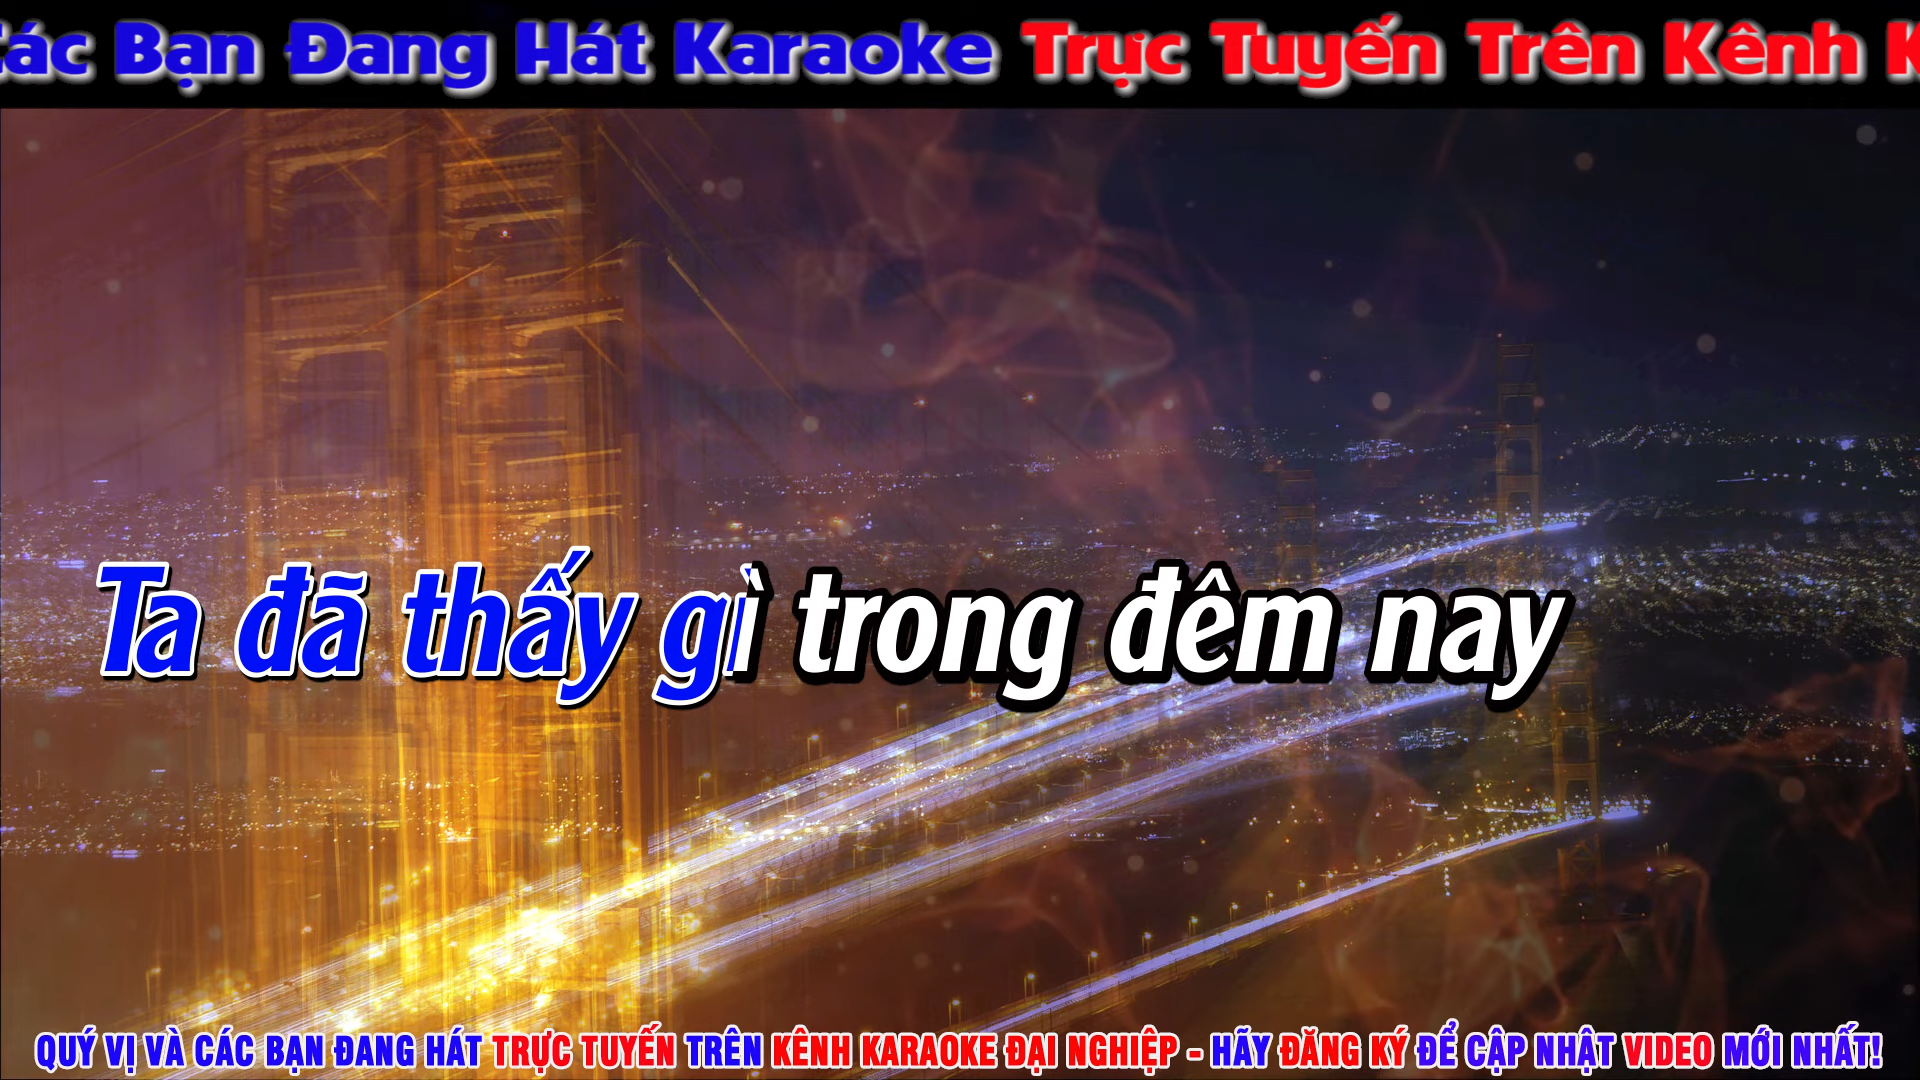 Các Bạn Đang Hát Karaoke Trực Tuyến Trên Kênh
Ta đã thấy gì trong đêm nay
QUÝ VỊ VÀ CÁC BẠN ĐANG HÁT TRỰC TUYẾN TRÊN KÊNH KARAOKE ĐẠI NGHIỆP - HÃY ĐĂNG KÝ ĐỂ CẬP NHẬT VIDEO MỚI NHẤT!